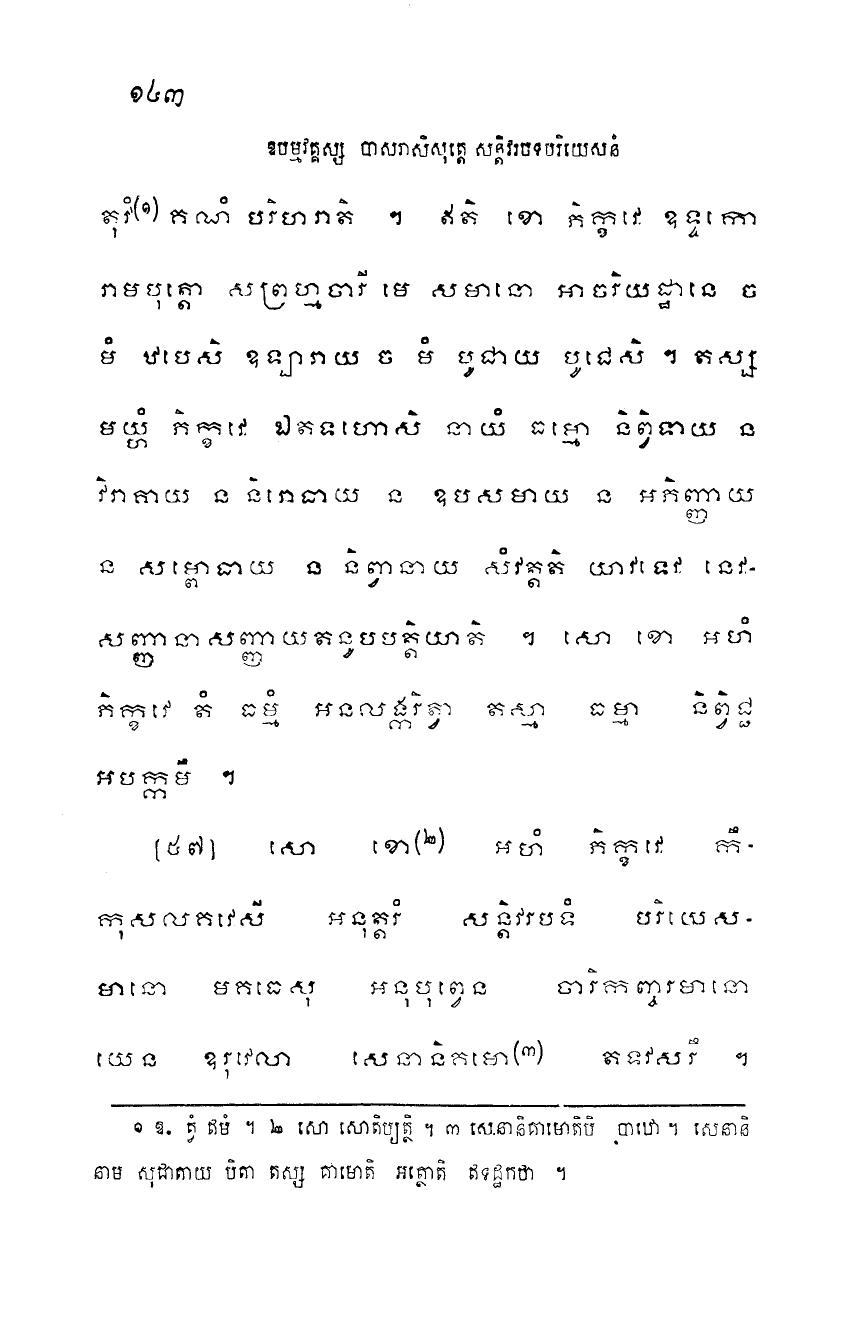 ១៤៣
ឧបម្មវគ្គស្ស បាសរាសិសុត្តេ សន្តិវរបទបរិយេសនំ
តុវំ(១) គណំ បរិហរាតិ ។ ឥតិ ខោ ភិក្ខវេ ឧទ្ទកោ
រាមបុត្តោ សព្រហ្មចារី មេ សមានោ អាចរិយដ្ឋានេ ច
មំ ឋបេសិ ឧឡារាយ ច មំ បូជាយ បូជេសិ ។ តស្ស
មយ្ហំ ភិក្ខវេ ឯតទហោសិ នាយំ ធម្មោ និព្វិទាយ ន
វិរាគាយ ន និរោធាយ ន ឧបសមាយ ន អភិញ្ញាយ
ន សម្ពោធាយ ន និព្វានាយ សំវត្តតិ យាវទេវ នេវ-
សញ្ញានាសញ្ញាយតនូបបត្តិយាតិ ។ សោ ខោ អហំ
ភិក្ខវេ តំ ធម្មំ អនលង្ករិត្វា តស្មា ធម្មា និព្វិជ្ជ
អបក្កមឹ ។
[៥៧] សោ ខោ(២) អហំ ភិក្ខវេ កឹ-
កុសលគវេសី អនុត្តរំ សន្តិវរបទំ បរិយេស-
មានោ មគធេសុ អនុបុព្វេន ចារិកញ្ចរមានោ
យេន ឧរុវេលា សេនានិគមោ(៣) តទវសរឹ ។
១ ឧ. ត្វំ ឥមំ ។ ២ សោ សោតិប្បត្ថិ ។ ៣ សេនានិគាមោតិបិ បាឋោ ។ សេនានិ
នាម សុជាតាយ បិតា តស្ស គាមោតិ អត្ថោតិ ឥទដ្ឋកថា ។